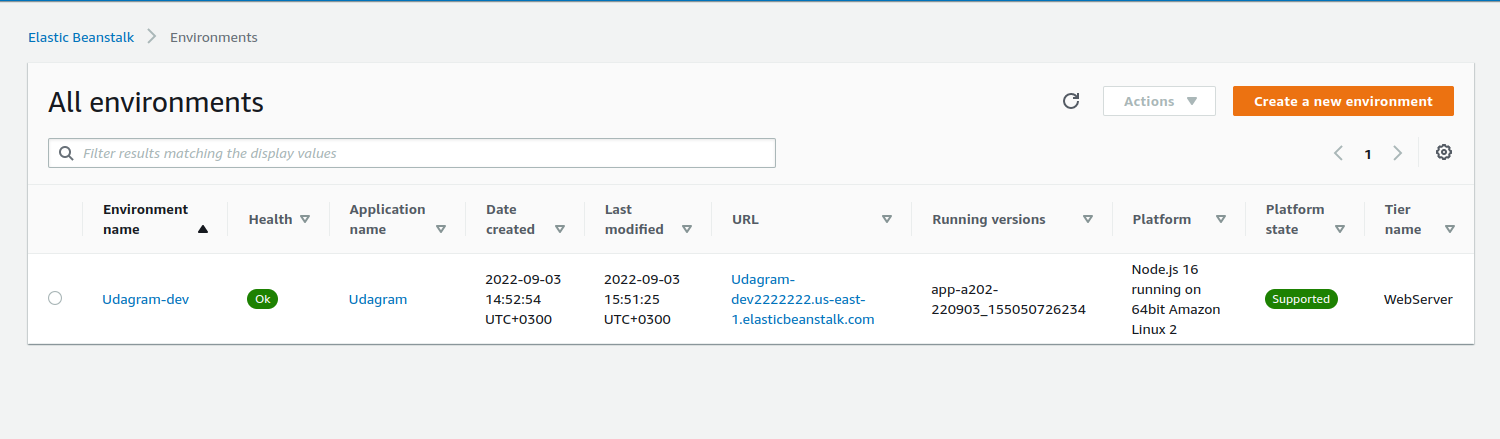 Elastic Beanstalk > Environments
All environments
Actions
Create a new environment
Filter results matching the display values
1
Environment name
Health
Application name
Date created
Last modified
URL
Running versions
Platform
Platform state
Tier name
Udagram-dev
Ok
Udagram
2022-09-03
14:52:54
UTC+0300
2022-09-03
15:51:25
UTC+0300
Udagram-
dev2222222.us-east-
1.elasticbeanstalk.com
app-a202-
220903_155050726234
Node.js 16
running on
64bit Amazon
Linux 2
Supported
WebServer